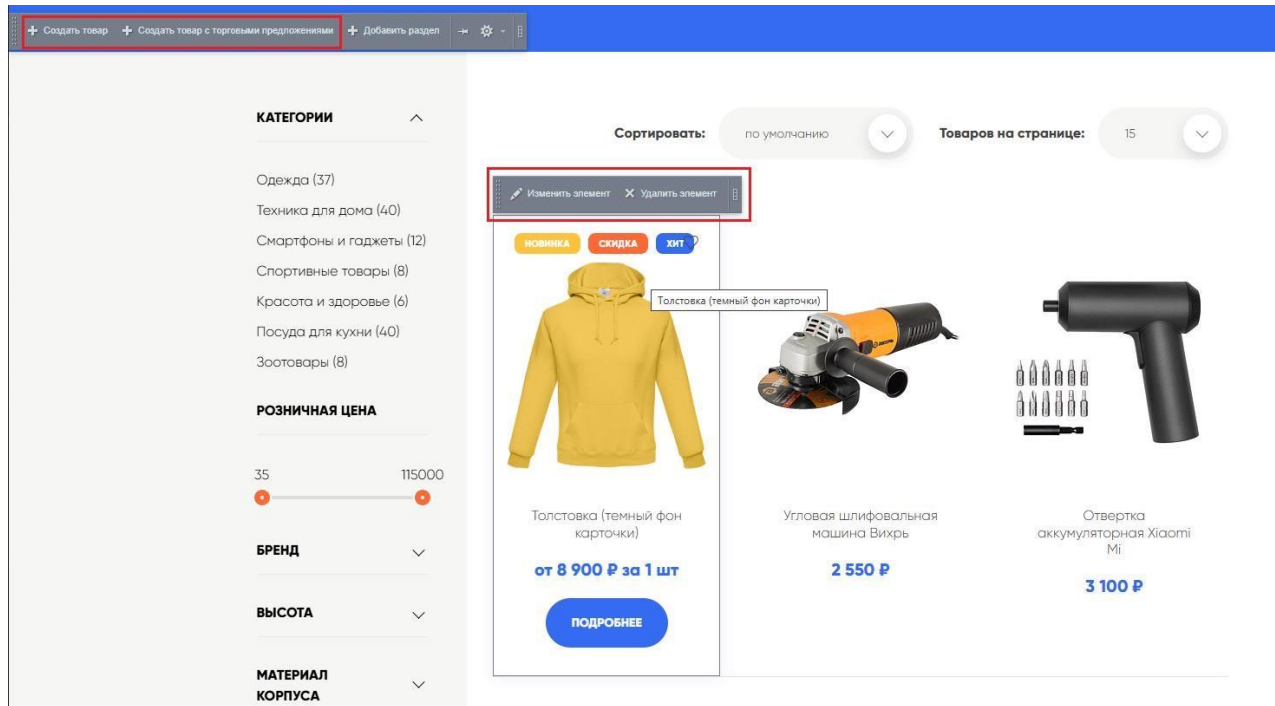 Создать товар Создать товар с торговыми предложениями Добавить раздел
КАТЕГОРИИ
Сортировать: по умолчанию Товаров на странице: 15
Одежда (37)
Техника для дома (40)
Смартфоны и гаджеты (12)
Спортивные товары (8)
Красота и здоровье (6)
Посуда для кухни (40)
Зоотовары (8)
РОЗНИЧНАЯ ЦЕНА
35 115000
БРЕНД
ВЫСОТА
МАТЕРИАЛ
КОРПУСА
Изменить элемент Удалить элемент
НОВИНКА СКИДКА ХИТ
Толстовка (темный фон карточки)
Толстовка (темный фон
карточки)
от 8 900 ₽ за 1 шт
ПОДРОБНЕЕ
Угловая шлифовальная
машина Вихрь
2 550 ₽
Отвертка
аккумуляторная Xiaomi
Mi
3 100 ₽